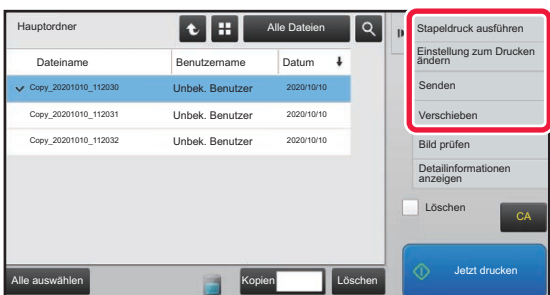 Hauptordner
Alle Dateien
Dateiname Benutzername Datum
Copy_20201010_112030 Unbek. Benutzer 2020/10/10
Copy_20201010_112031 Unbek. Benutzer 2020/10/10
Copy_20201010_112032 Unbek. Benutzer 2020/10/10
Alle auswählen
Kopien
Löschen
Stapeldruck ausführen
Einstellung zum Drucken
ändern
Senden
Verschieben
Bild prüfen
Detailinformationen
anzeigen
Löschen
CA
Jetzt drucken